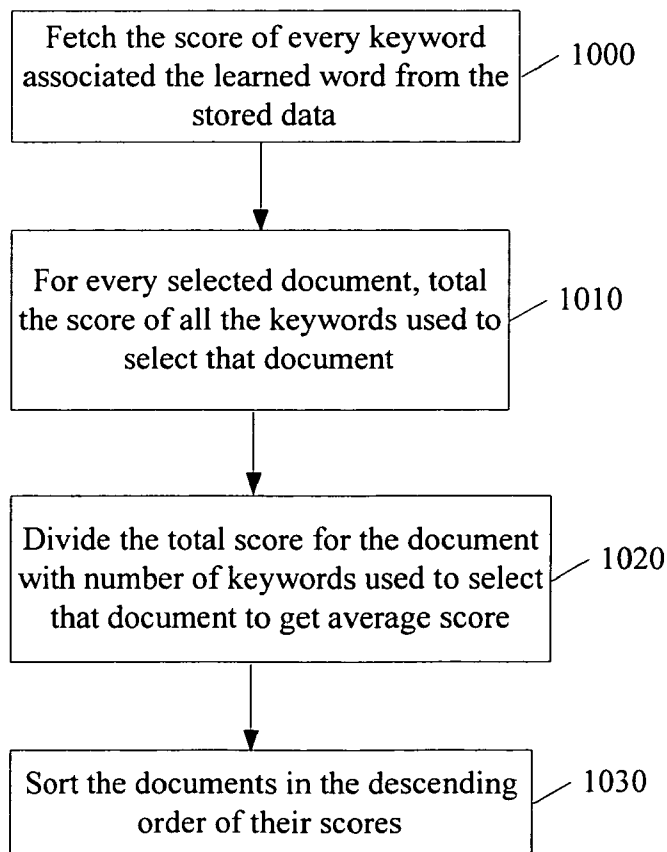 Fetch the score of every keyword
associated the learned word from the
stored data
1000
For every selected document, total
the score of all the keywords used to
select that document
1010
Divide the total score for the document
with number of keywords used to select
that document to get average score
1020
Sort the documents in the descending
order of their scores
1030